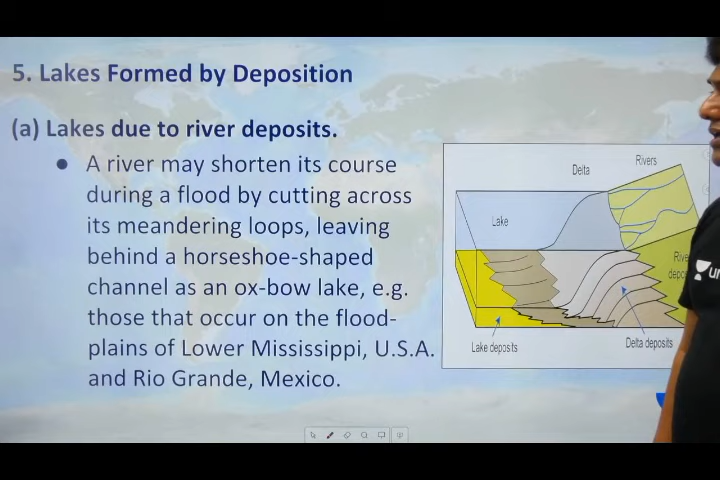 5. Lakes Formed by Deposition
(a) Lakes due to river deposits.
● A river may shorten its course
during a flood by cutting across
its meandering loops, leaving
behind a horseshoe-shaped
channel as an ox-bow lake, e.g.
those that occur on the flood-
plains of Lower Mississippi, U.S.A.
and Rio Grande, Mexico.
Rivers
Delta
Lake
Lake deposits
Delta deposits